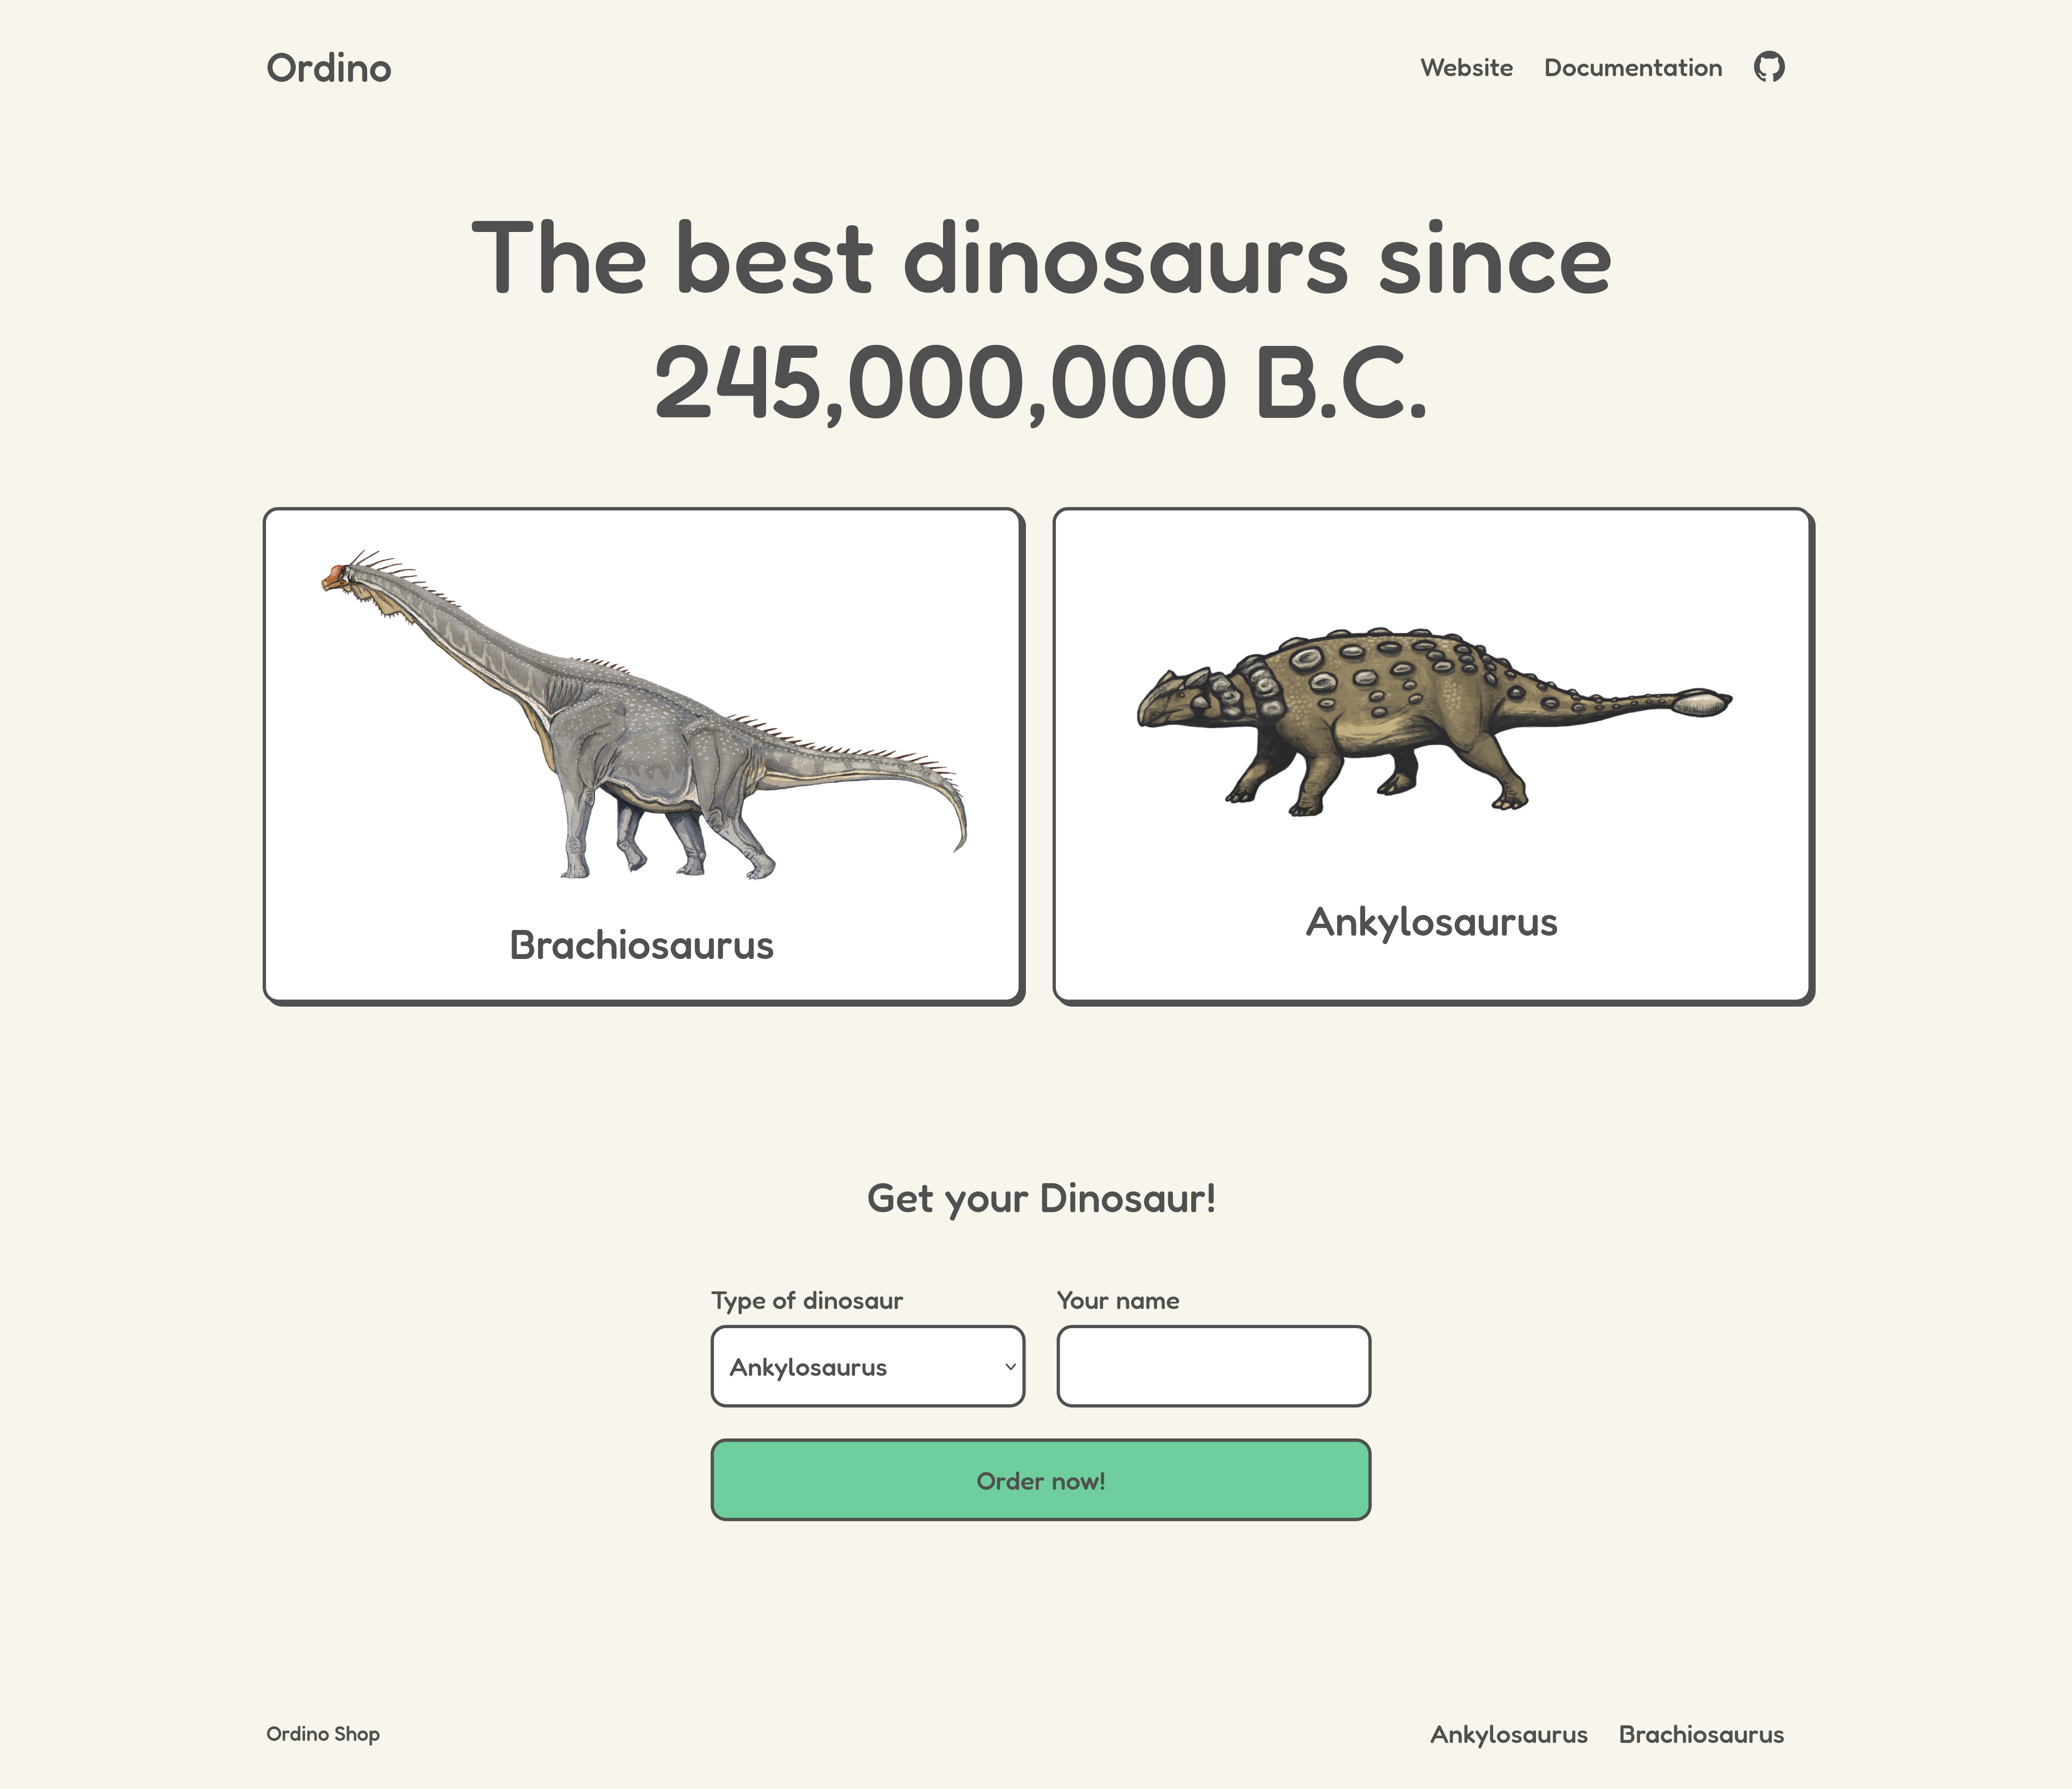 Ordino
Website
Documentation
The best dinosaurs since
245,000,000 B.C.
Brachiosaurus
Ankylosaurus
Get your Dinosaur!
Type of dinosaur
Your name
Ankylosaurus
Order now!
Ordino Shop
Ankylosaurus
Brachiosaurus